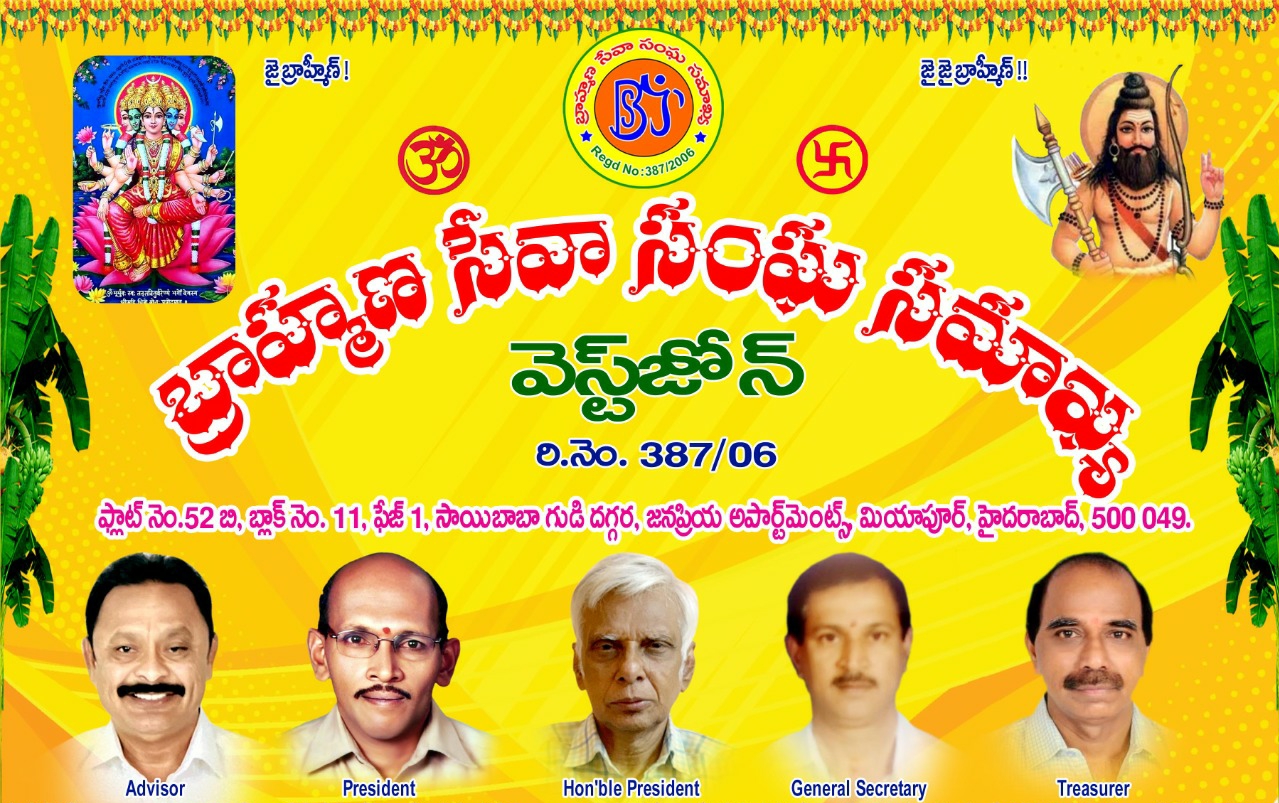 జై బ్రాహ్మీణ్ !
జై జై బ్రాహ్మీణ్ !!
బ్రాహ్మణ సేవా సంఘ సమాఖ్య
BSS
Regd No:387/2006
బ్రాహ్మణ సేవా సంఘ సమాఖ్య
వెస్ట్‌జోన్
రి.నెం. 387/06
ఫ్లాట్ నెం.52 బి, బ్లాక్ నెం. 11, ఫేజ్ 1, సాయిబాబా గుడి దగ్గర, జనప్రియ అపార్ట్‌మెంట్స్, మియాపూర్, హైదరాబాద్, 500 049.
Advisor
President
Hon'ble President
General Secretary
Treasurer